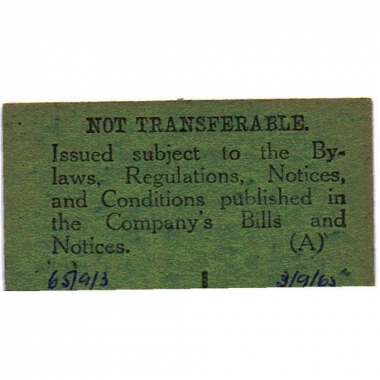 NOT TRANSFERABLE.
Issued subject to the By-
laws, Regulations, Notices,
and Conditions published in
the Company's Bills and
Notices. (A)
65/9/3 3/9/65